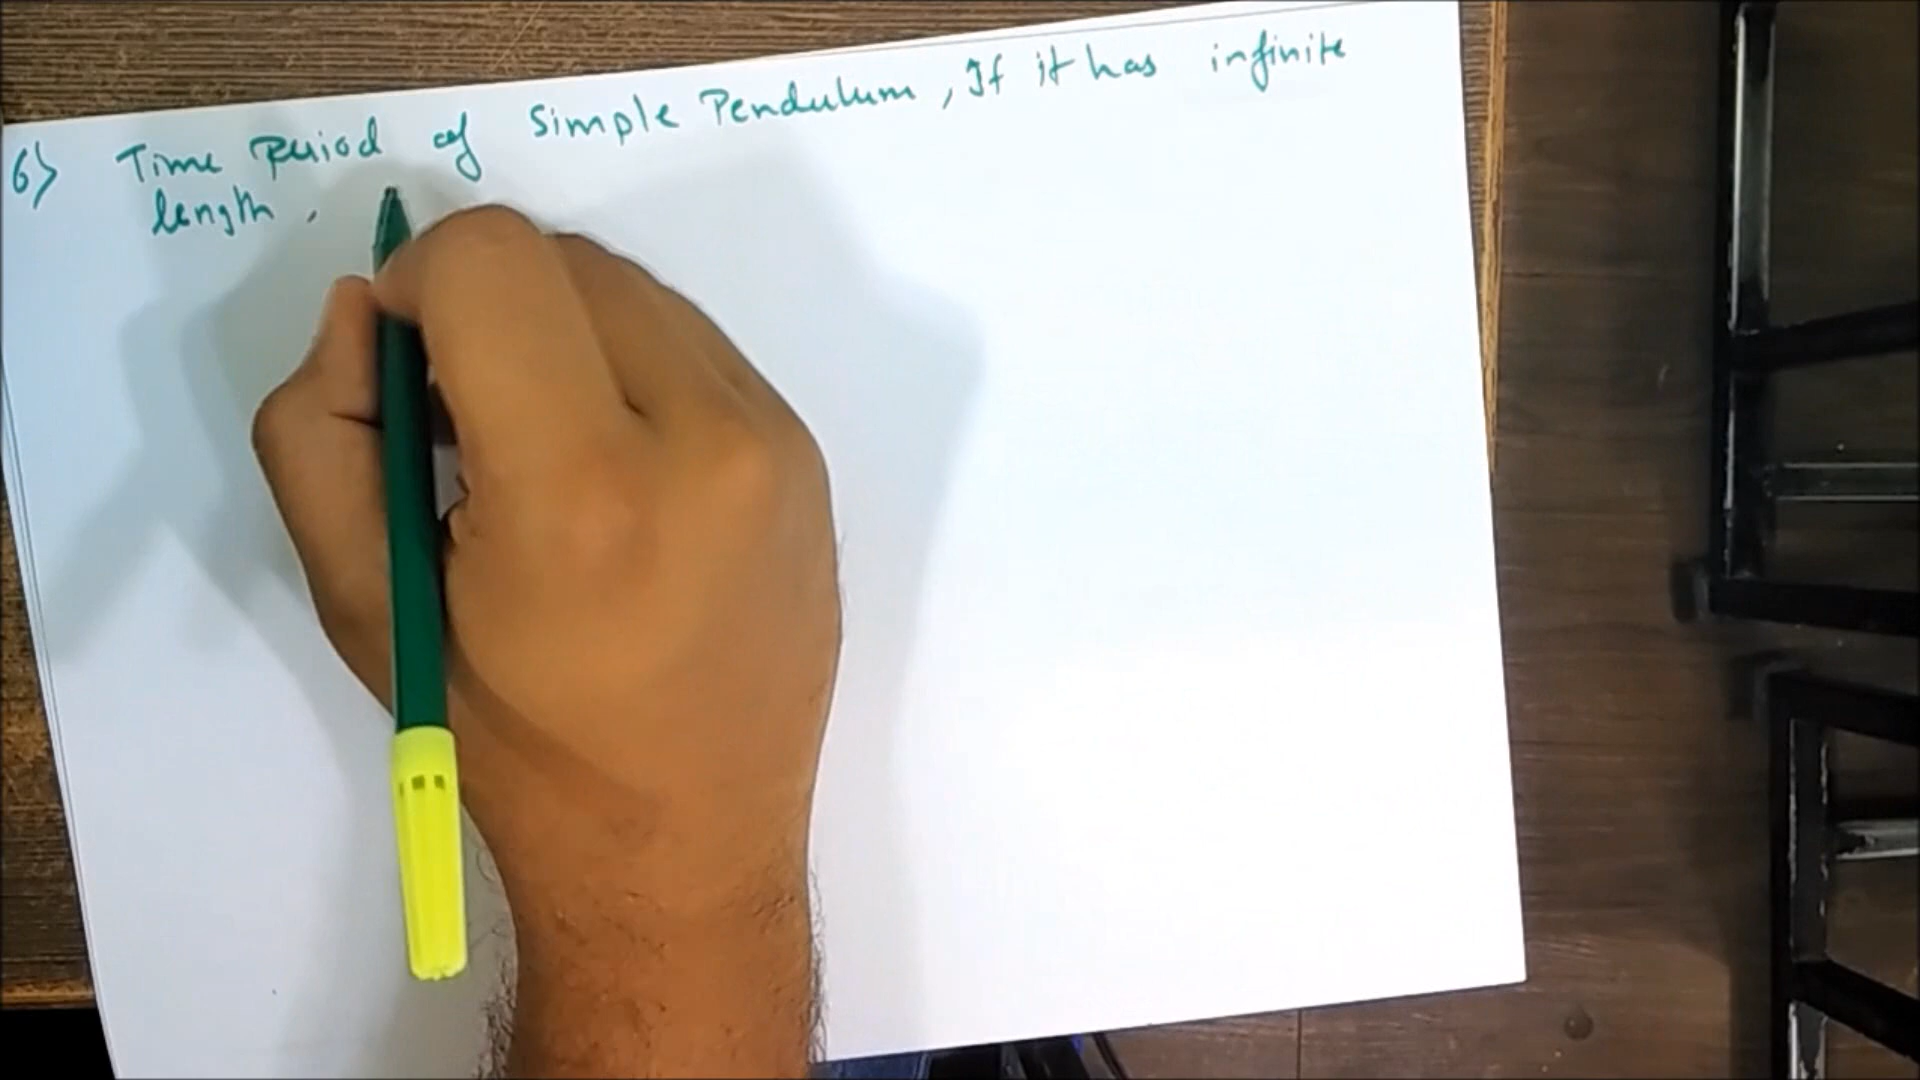 6) Time Period of Simple Pendulum, If it has infinite
length,